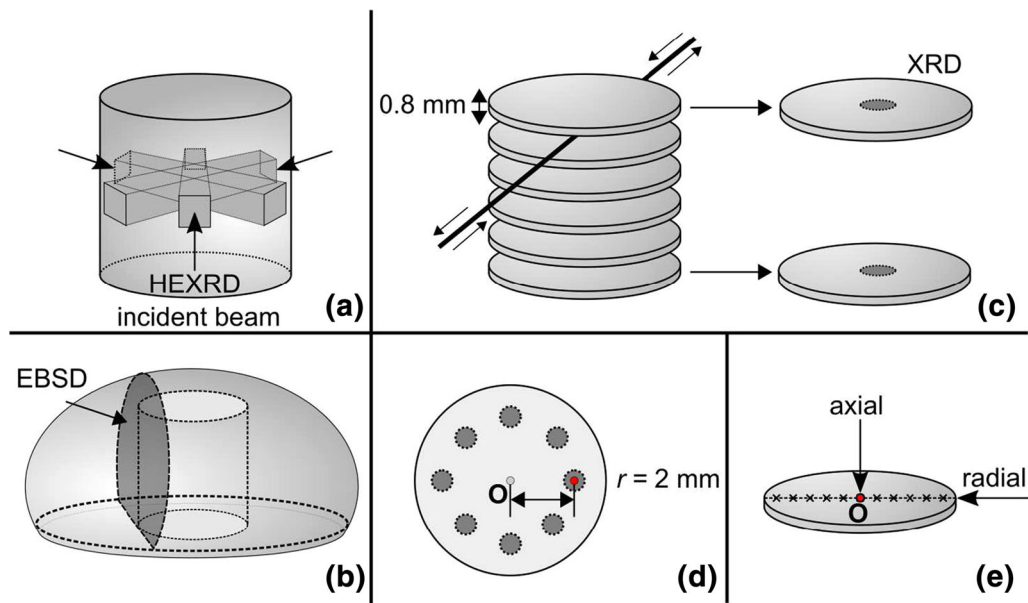 HEXRD
incident beam
(a)
0.8 mm
XRD
(c)
EBSD
(b)
O
r = 2 mm
(d)
axial
radial
O
(e)